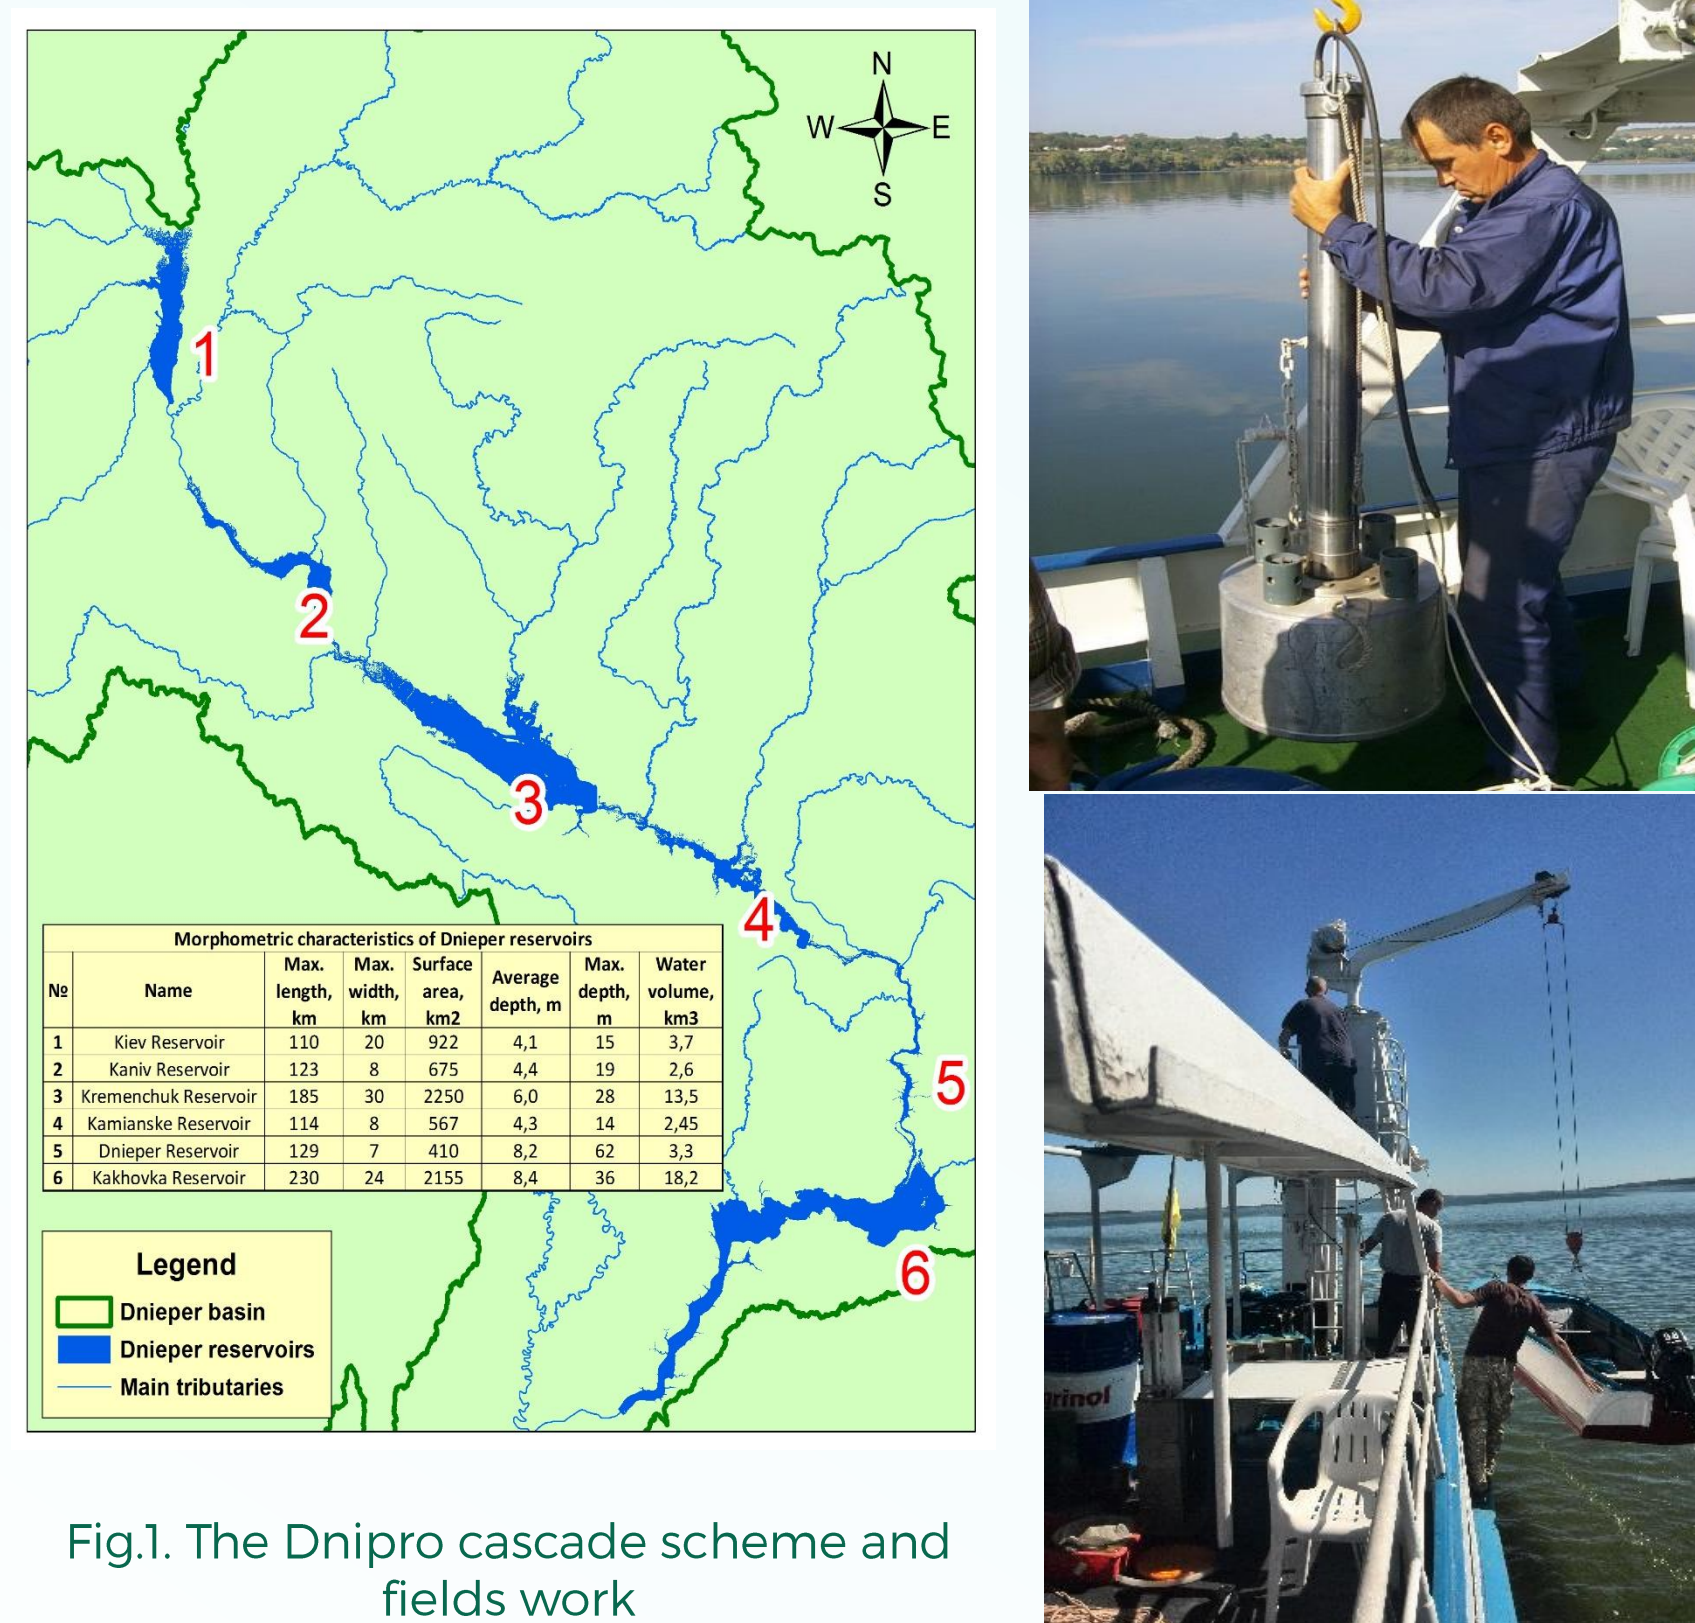 N
W E
S
1
2
3
4
5
6
Morphometric characteristics of Dnieper reservoirs
№ Name Max. length, km Max. width, km Surface area, km2 Average depth, m Max. depth, m Water volume, km3
1 Kiev Reservoir 110 20 922 4,1 15 3,7
2 Kaniv Reservoir 123 8 675 4,4 19 2,6
3 Kremenchuk Reservoir 185 30 2250 6,0 28 13,5
4 Kamianske Reservoir 114 8 567 4,3 14 2,45
5 Dnieper Reservoir 129 7 410 8,2 62 3,3
6 Kakhovka Reservoir 230 24 2155 8,4 36 18,2
Legend
Dnieper basin
Dnieper reservoirs
Main tributaries
Fig.1. The Dnipro cascade scheme and
fields work
rinol